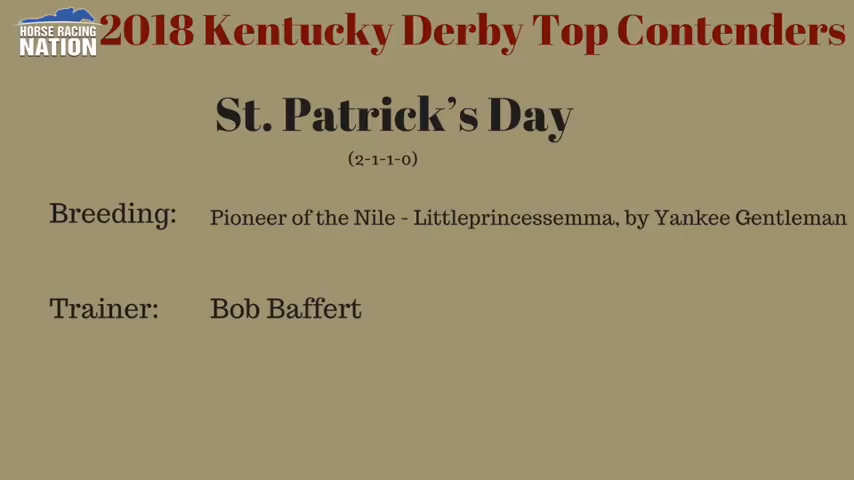 HORSE RACING
NATION
2018 Kentucky Derby Top Contenders
St. Patrick's Day
(2-1-1-0)
Breeding: Pioneer of the Nile - Littleprincessemma, by Yankee Gentleman
Trainer: Bob Baffert